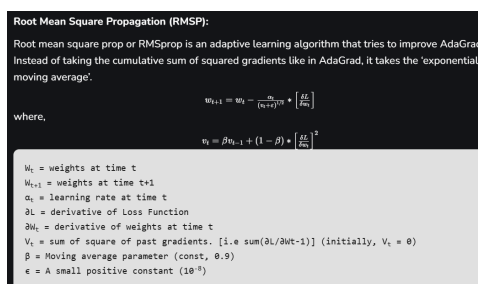 Root Mean Square Propagation (RMSP):
Root mean square prop or RMSprop is an adaptive learning algorithm that tries to improve AdaGrad
Instead of taking the cumulative sum of squared gradients like in AdaGrad, it takes the 'exponential
moving average'.
w_{t+1} = w_t - \frac{α_t}{(v_t+ε)^{1/2}} * [\frac{δL}{δw_t}]
where,
v_t = βv_{t-1} + (1 - β) * [\frac{δL}{δw_t}]^2
W_t = weights at time t
W_{t+1} = weights at time t+1
α_t = learning rate at time t
∂L = derivative of Loss Function
∂W_t = derivative of weights at time t
V_t = sum of square of past gradients. [i.e sum(∂L/∂Wt-1)] (initially, V_t = 0)
β = Moving average parameter (const, 0.9)
ϵ = A small positive constant (10^{-8})